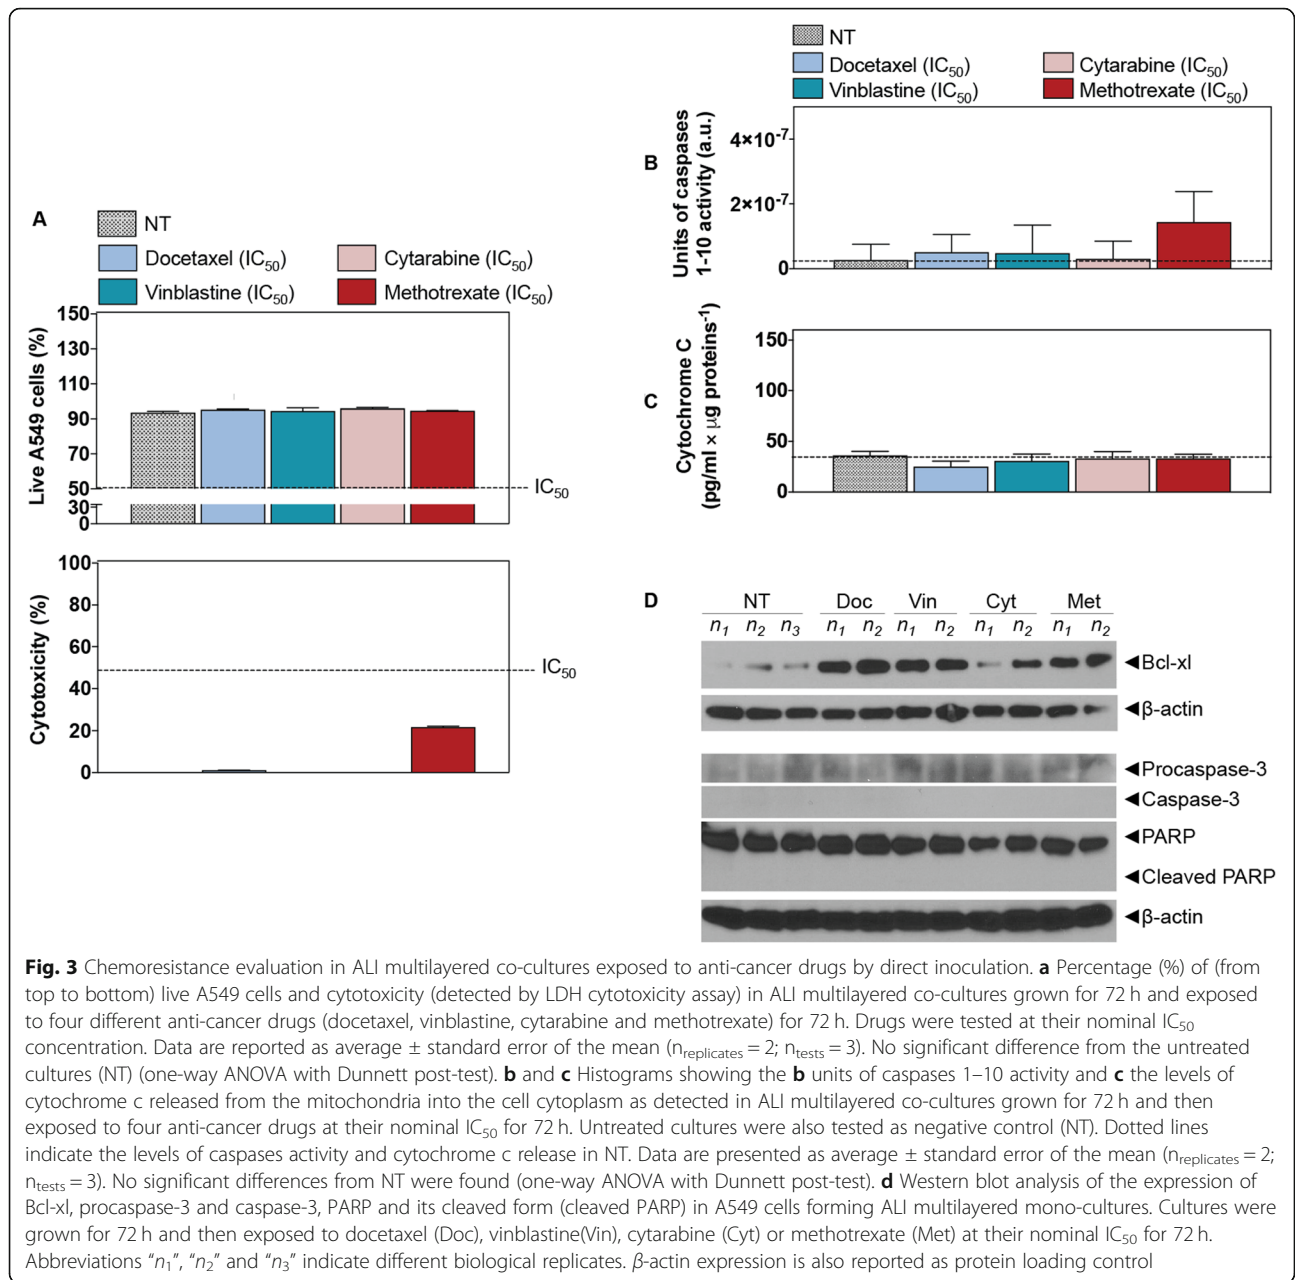 A
NT
Docetaxel (IC50)
Cytarabine (IC50)
Vinblastine (IC50)
Methotrexate (IC50)
Live A549 cells (%)
150
130
110
90
70
50
30
0
IC50
Cytotoxicity (%)
100
80
60
40
20
0
IC50
NT
Docetaxel (IC50)
Cytarabine (IC50)
Vinblastine (IC50)
Methotrexate (IC50)
B
Units of caspases
1-10 activity (a.u.)
4×10-7
2×10-7
0
C
Cytochrome C
(pg/ml × µg proteins-1)
150
100
50
0
D
NT Doc Vin Cyt Met
n1 n2 n3 n1 n2 n1 n2 n1 n2 n1 n2
◄Bcl-xl
◄β-actin
◄Procaspase-3
◄Caspase-3
◄PARP
◄Cleaved PARP
◄β-actin
Fig. 3 Chemoresistance evaluation in ALI multilayered co-cultures exposed to anti-cancer drugs by direct inoculation. a Percentage (%) of (from
top to bottom) live A549 cells and cytotoxicity (detected by LDH cytotoxicity assay) in ALI multilayered co-cultures grown for 72 h and exposed
to four different anti-cancer drugs (docetaxel, vinblastine, cytarabine and methotrexate) for 72 h. Drugs were tested at their nominal IC50
concentration. Data are reported as average ± standard error of the mean (nreplicates = 2; ntests = 3). No significant difference from the untreated
cultures (NT) (one-way ANOVA with Dunnett post-test). b and c Histograms showing the b units of caspases 1–10 activity and c the levels of
cytochrome c released from the mitochondria into the cell cytoplasm as detected in ALI multilayered co-cultures grown for 72 h and then
exposed to four anti-cancer drugs at their nominal IC50 for 72 h. Untreated cultures were also tested as negative control (NT). Dotted lines
indicate the levels of caspases activity and cytochrome c release in NT. Data are presented as average ± standard error of the mean (nreplicates = 2;
ntests = 3). No significant differences from NT were found (one-way ANOVA with Dunnett post-test). d Western blot analysis of the expression of
Bcl-xl, procaspase-3 and caspase-3, PARP and its cleaved form (cleaved PARP) in A549 cells forming ALI multilayered mono-cultures. Cultures were
grown for 72 h and then exposed to docetaxel (Doc), vinblastine(Vin), cytarabine (Cyt) or methotrexate (Met) at their nominal IC50 for 72 h.
Abbreviations "n1", "n2" and "n3" indicate different biological replicates. β-actin expression is also reported as protein loading control